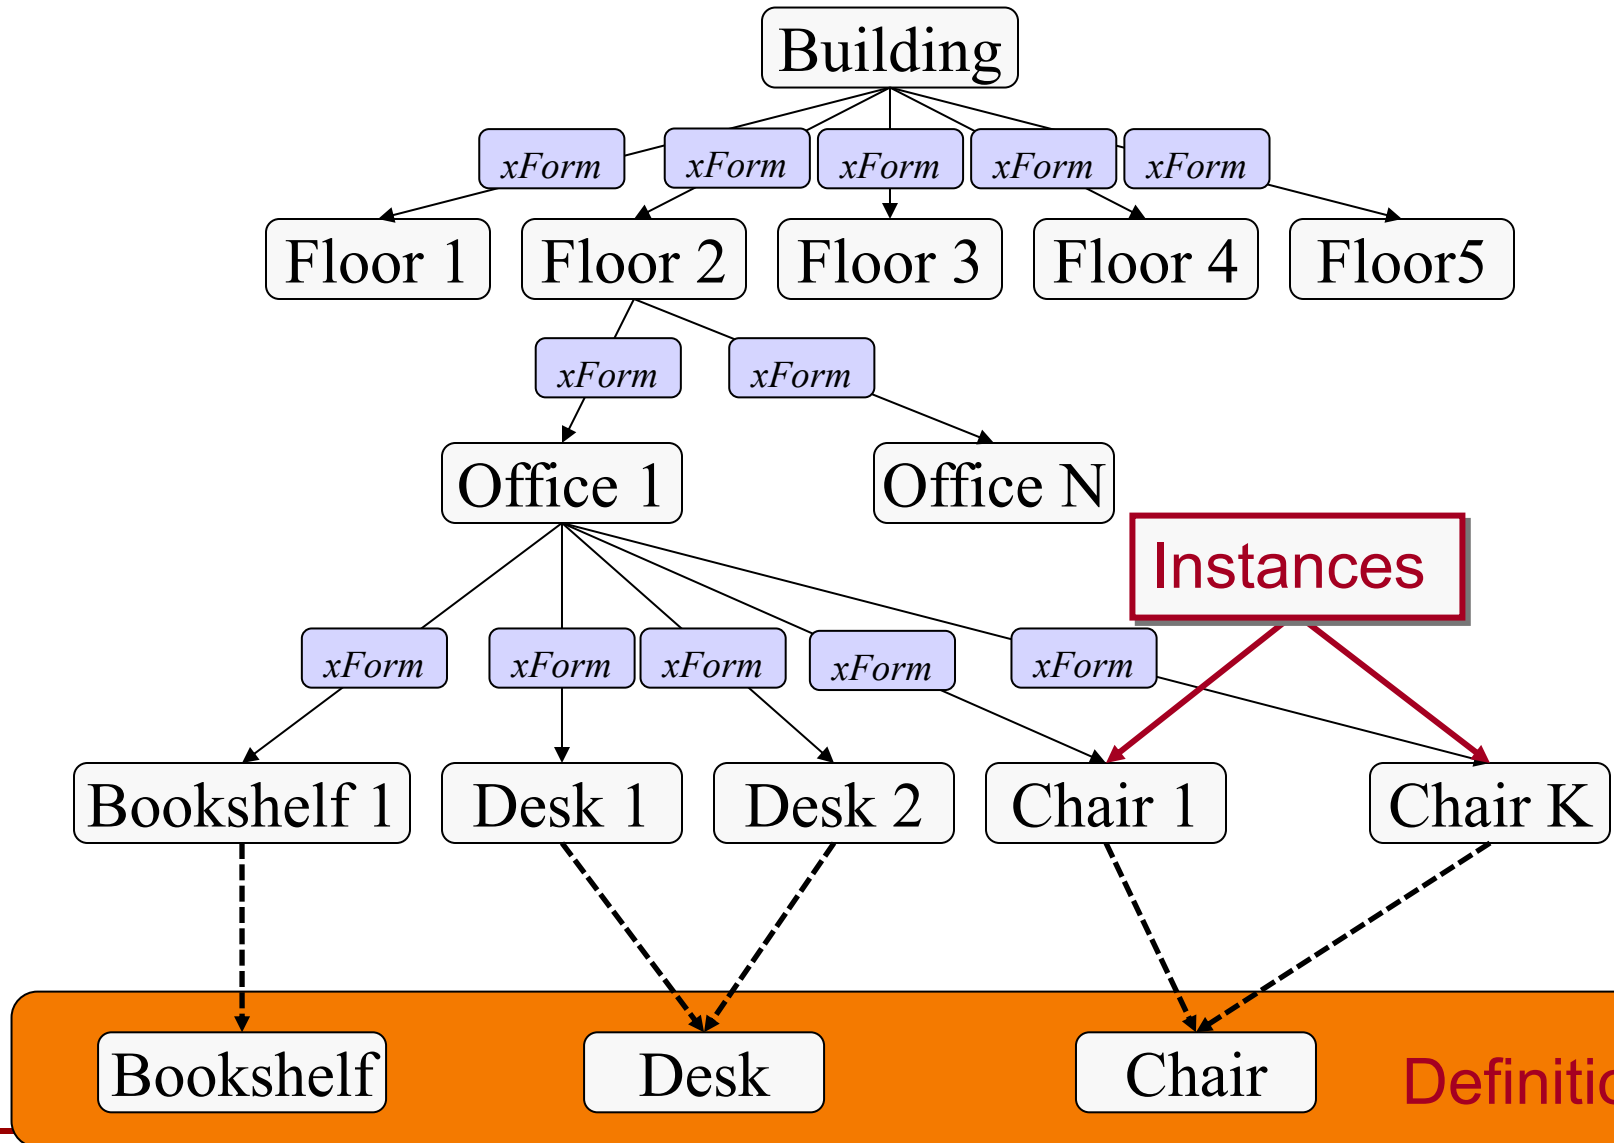 Building
xForm xForm xForm xForm xForm
Floor 1 Floor 2 Floor 3 Floor 4 Floor5
xForm xForm
Office 1 Office N
Instances
xForm xForm xForm xForm xForm
Bookshelf 1 Desk 1 Desk 2 Chair 1 Chair K
Bookshelf Desk Chair